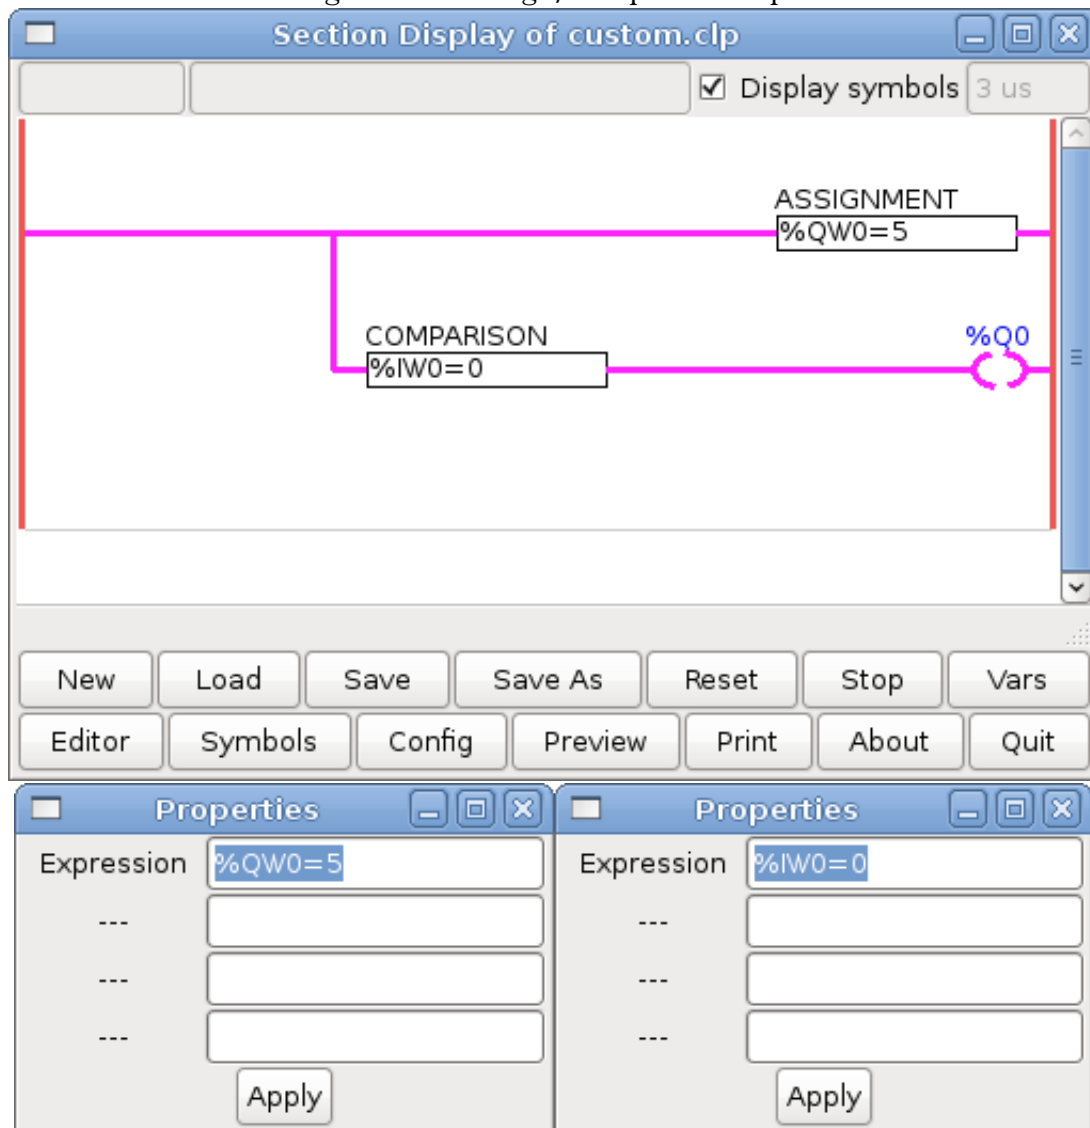 Section Display of custom.clp
Display symbols 3 us
ASSIGNMENT
%QW0=5
COMPARISON %Q0
%IW0=0
New Load Save Save As Reset Stop Vars
Editor Symbols Config Preview Print About Quit
Properties Properties
Expression %QW0=5 Expression %IW0=0
--- ---
--- ---
--- ---
Apply Apply